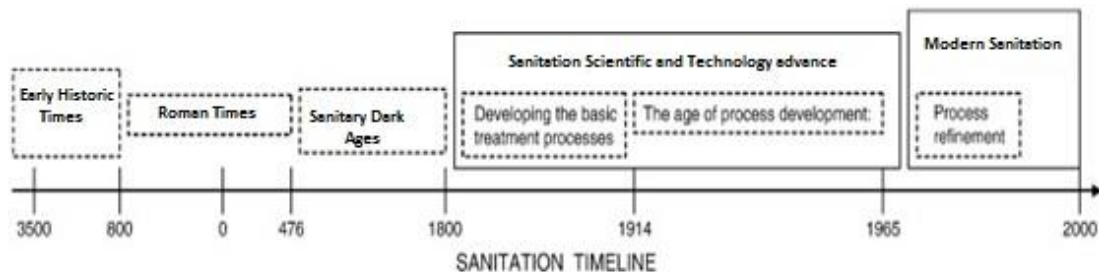 Modern Sanitation
Sanitation Scientific and Technology advance
Early Historic
Times
Roman Times
Sanitary Dark
Ages
Developing the basic
treatment processes
The age of process development:
Process
refinement
3500 800 0 476 1800 1914 1965 2000
SANITATION TIMELINE